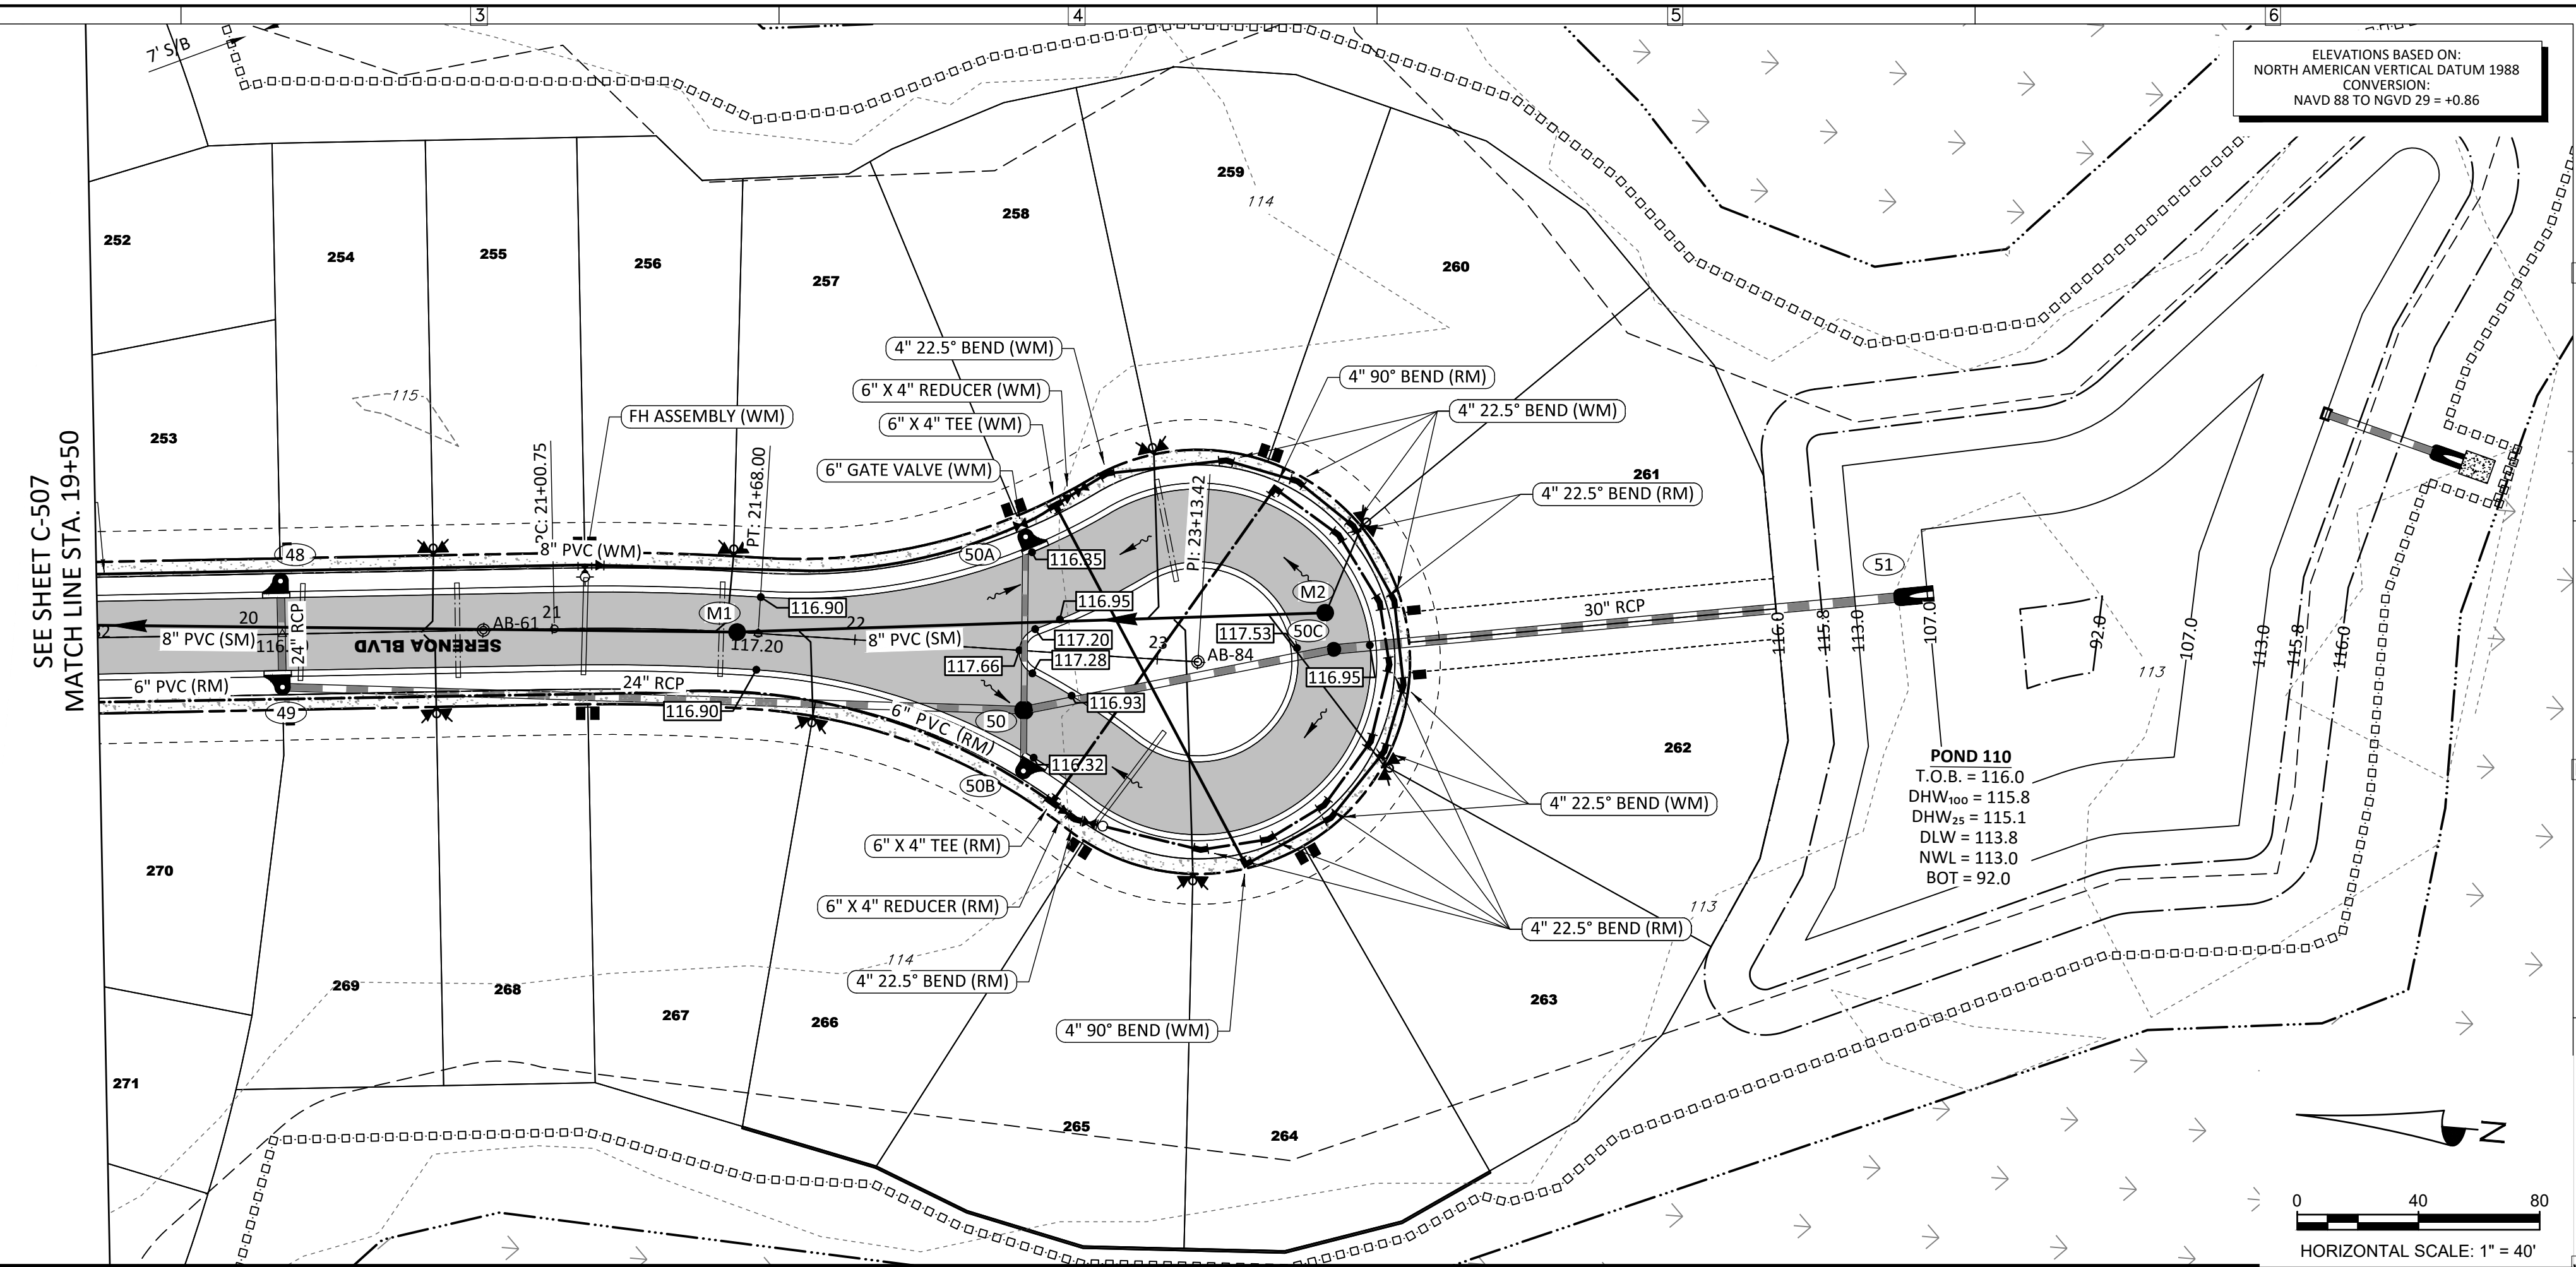 3
4
5
6
7' S/B
ELEVATIONS BASED ON:
NORTH AMERICAN VERTICAL DATUM 1988
CONVERSION:
NAVD 88 TO NGVD 29 = +0.86
SEE SHEET C-507
MATCH LINE STA. 19+50
252
253
254
255
256
257
258
259
260
261
262
263
264
265
266
267
268
269
270
271
114
115
114
113
113
4" 22.5° BEND (WM)
6" X 4" REDUCER (WM)
6" X 4" TEE (WM)
6" GATE VALVE (WM)
FH ASSEMBLY (WM)
4" 90° BEND (RM)
4" 22.5° BEND (WM)
4" 22.5° BEND (RM)
PC: 21+00.75
PT: 21+68.00
PI: 23+13.42
8" PVC (WM)
48
50A
116.35
M1
116.90
116.95
M2
117.20
117.53
50C
20
21
22
23
AB-61
AB-84
8" PVC (SM)
8" PVC (SM)
24" RCP
SERENOA BLVD
117.20
117.66
117.28
116.95
116.93
6" PVC (RM)
24" RCP
49
116.90
6" PVC (RM)
50
116.32
50B
30" RCP
51
116.0
115.8
113.0
107.0
92.0
107.0
113.0
115.8
116.0
POND 110
T.O.B. = 116.0
DHW₁₀₀ = 115.8
DHW₂₅ = 115.1
DLW = 113.8
NWL = 113.0
BOT = 92.0
4" 22.5° BEND (WM)
6" X 4" TEE (RM)
6" X 4" REDUCER (RM)
4" 22.5° BEND (RM)
4" 22.5° BEND (RM)
4" 90° BEND (WM)
N
0 40 80
HORIZONTAL SCALE: 1" = 40'